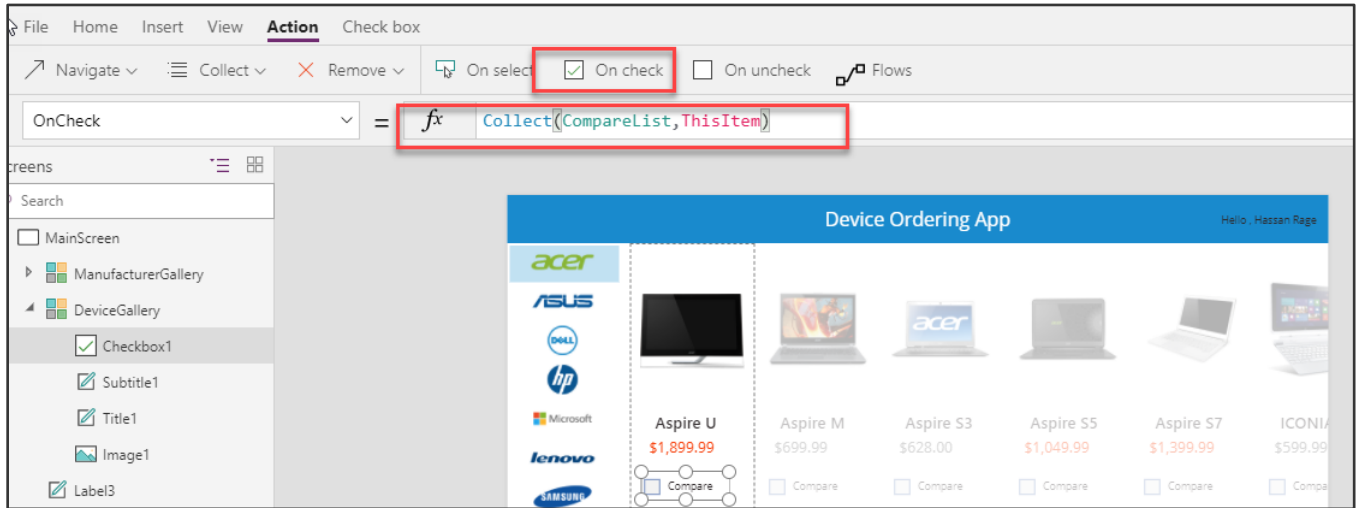 File Home Insert View Action Check box
Navigate Collect Remove On select On check On uncheck Flows
OnCheck = fx Collect(CompareList,ThisItem)
creens
Search
MainScreen
ManufacturerGallery
DeviceGallery
Checkbox1
Subtitle1
Title1
Image1
Label3
Device Ordering App Hello , Hassan Rage
acer
ASUS
DELL
hp
Microsoft
lenovo
SAMSUNG
acer
Aspire U Aspire M Aspire S3 Aspire S5 Aspire S7 ICONIA
$1,899.99 $699.99 $628.00 $1,049.99 $1,399.99 $599.99
Compare Compare Compare Compare Compare Compa